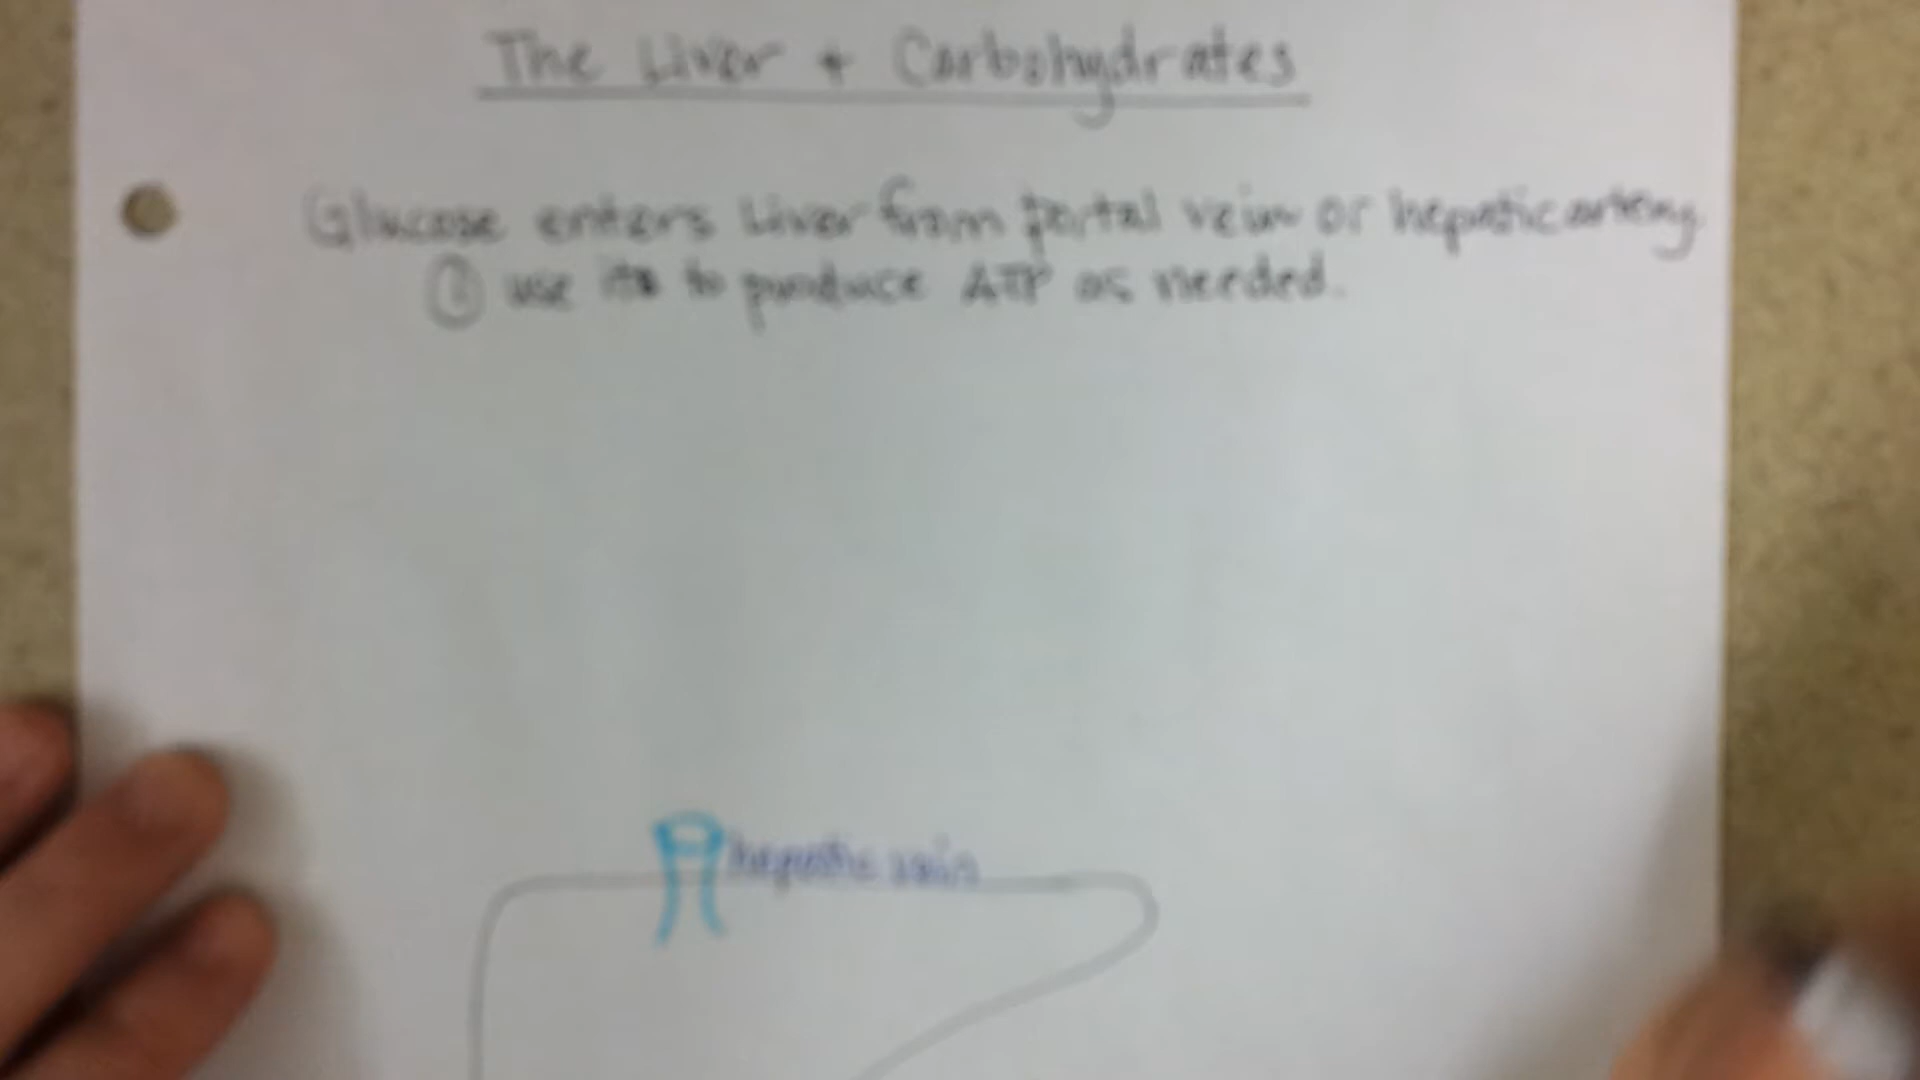 The Liver + Carbohydrates
Glucose enters Liver from portal vein or hepatic artery
① use it to produce ATP as needed.
hepatic vein